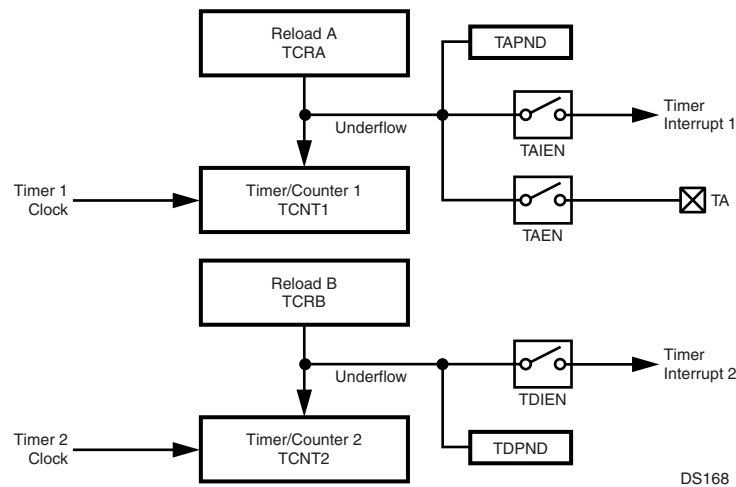 Reload A
TCRA
TAPND
Underflow
TAIEN
Timer
Interrupt 1
Timer 1
Clock
Timer/Counter 1
TCNT1
TAEN
TA
Reload B
TCRB
Underflow
TDIEN
Timer
Interrupt 2
Timer 2
Clock
Timer/Counter 2
TCNT2
TDPND
DS168